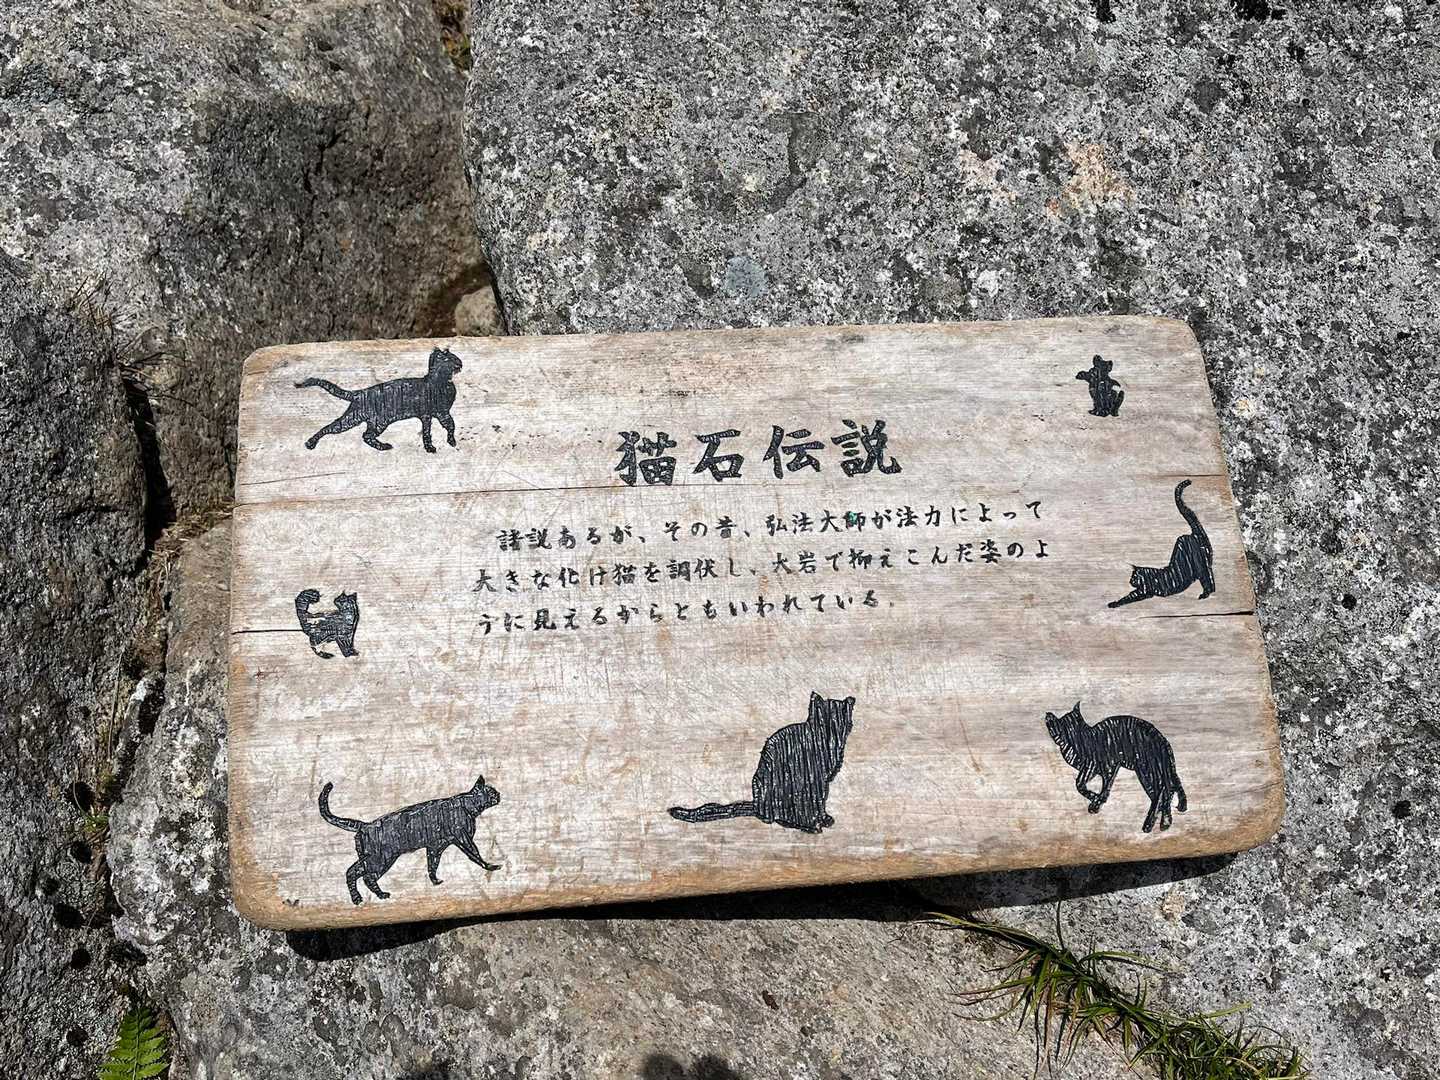 猫石伝説
諸説あるが、その昔、弘法大師が法力によって
大きな化け猫を調伏し、大岩で抑えこんだ姿のよ
うに見えるからともいわれている。